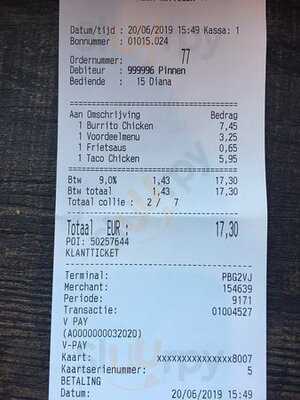 Datum/tijd : 20/06/2019 15:49 Kassa: 1
Bonnummer : 01015.024
Ordernummer: 77
Debiteur : 999996 Pinnen
Bediende : 15 Diana
Aan Omschrijving Bedrag
1 Burrito Chicken 7,45
1 Voordeelmenu 3,25
1 Frietsaus 0,65
1 Taco Chicken 5,95
Btw 9,0% 1,43 17,30
Btw totaal 1,43 17,30
Totaal collie : 2 / 7
Totaal EUR : 17,30
POI: 50257644
KLANTTICKET
Terminal: PBG2VJ
Merchant: 154639
Periode: 9171
Transactie: 01004527
V PAY
(A0000000032020)
V-PAY
Kaart: xxxxxxxxxxxxxxx8007
Kaartserienummer: 5
BETALING
Datum: 20/06/2019 15:49